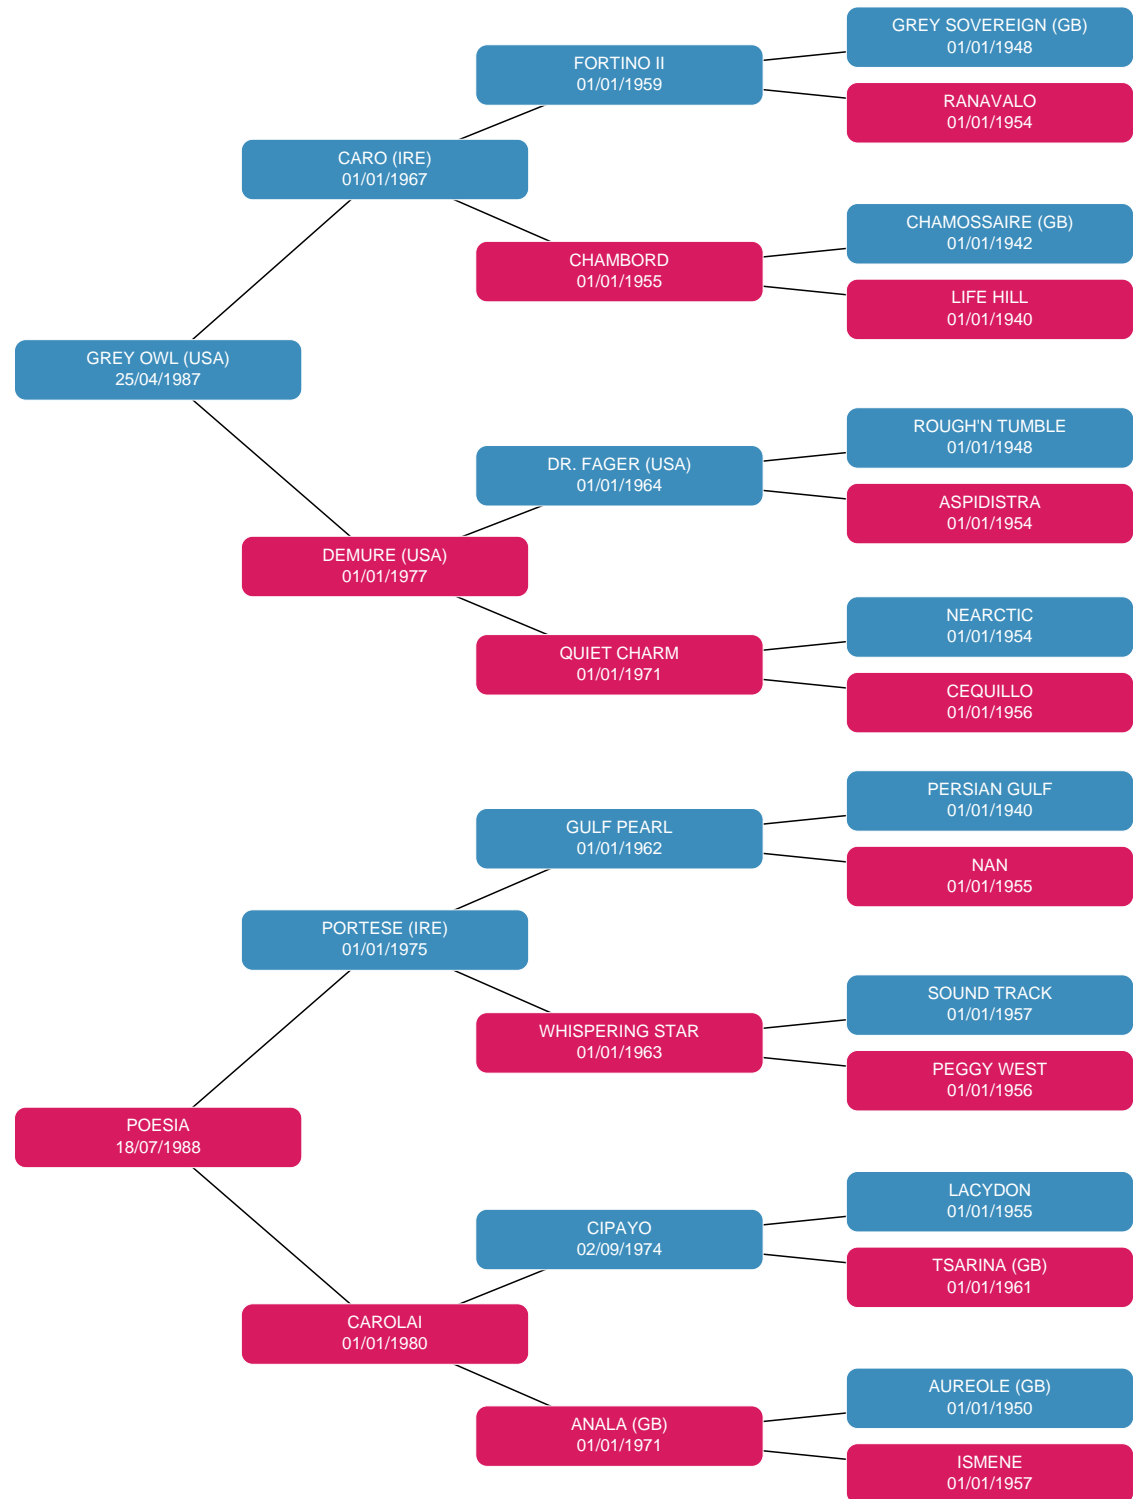 GREY SOVEREIGN (GB)
01/01/1948
FORTINO II
01/01/1959
RANAVALO
01/01/1954
CARO (IRE)
01/01/1967
CHAMOSSAIRE (GB)
01/01/1942
CHAMBORD
01/01/1955
LIFE HILL
01/01/1940
GREY OWL (USA)
25/04/1987
ROUGH'N TUMBLE
01/01/1948
DR. FAGER (USA)
01/01/1964
ASPIDISTRA
01/01/1954
DEMURE (USA)
01/01/1977
NEARCTIC
01/01/1954
QUIET CHARM
01/01/1971
CEQUILLO
01/01/1956
PERSIAN GULF
01/01/1940
GULF PEARL
01/01/1962
NAN
01/01/1955
PORTESE (IRE)
01/01/1975
SOUND TRACK
01/01/1957
WHISPERING STAR
01/01/1963
PEGGY WEST
01/01/1956
POESIA
18/07/1988
LACYDON
01/01/1955
CIPAYO
02/09/1974
TSARINA (GB)
01/01/1961
CAROLAI
01/01/1980
AUREOLE (GB)
01/01/1950
ANALA (GB)
01/01/1971
ISMENE
01/01/1957